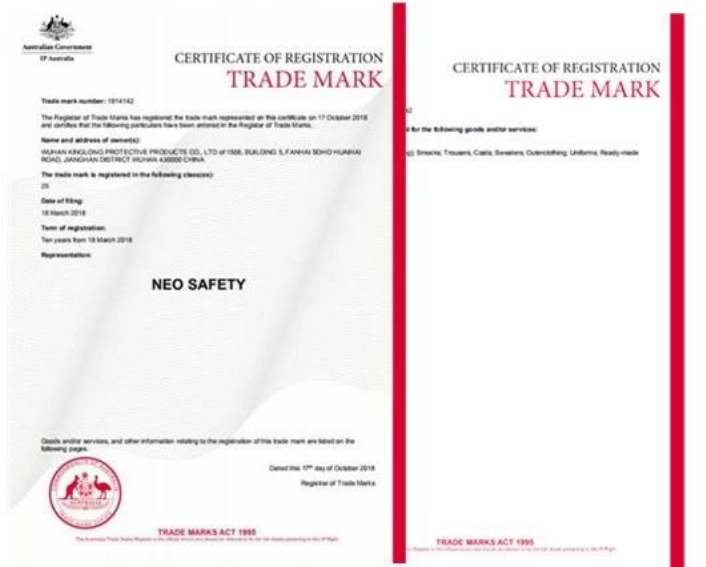 Australian Government
IP Australia
CERTIFICATE OF REGISTRATION
TRADE MARK
Trade mark number: 1914142
The Registrar of Trade Marks has registered the trade mark represented on this certificate on 17 October 2018
and certifies that the following particulars have been entered in the Register of Trade Marks.
Name and address of owner(s):
WUHAN KINGLONG PROTECTIVE PRODUCTS CO., LTD of 1508, BUILDING 5, FANHAI SOHO HUAIHAI
ROAD, JIANGHAN DISTRICT WUHAN 430000 CHINA
The trade mark is registered in the following class(es):
25
Date of filing:
18 March 2018
Term of registration:
Ten years from 18 March 2018
Representation:
NEO SAFETY
Goods and/or services, and other information relating to the registration of this trade mark are listed on the
following pages.
Dated this 17th day of October 2018
Registrar of Trade Marks
AUSTRALIA
TRADE MARKS ACT 1995
CERTIFICATE OF REGISTRATION
TRADE MARK
d for the following goods and/or services:
Smocks; Trousers; Coats; Sweaters; Outerclothing; Uniforms; Ready-made
TRADE MARKS ACT 1995